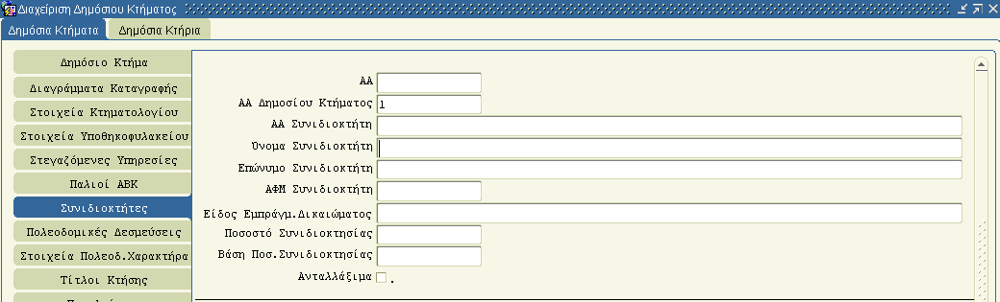 Διαχείριση Δημόσιου Κτήματος
Δημόσια Κτήματα Δημόσια Κτήρια
Δημόσιο Κτήμα
Διαγράμματα Καταγραφής
Στοιχεία Κτηματολογίου
Στοιχεία Υποθηκοφυλακείου
Στεγαζόμενες Υπηρεσίες
Παλιοί ΑΒΚ
Συνιδιοκτήτες
Πολεοδομικές Δεσμεύσεις
Στοιχεία Πολεοδ.Χαρακτήρα
Τίτλοι Κτήσης
ΑΑ
ΑΑ Δημοσίου Κτήματος 1
ΑΑ Συνιδιοκτήτη
Όνομα Συνιδιοκτήτη
Επώνυμο Συνιδιοκτήτη
ΑΦΜ Συνιδιοκτήτη
Είδος Εμπράγμ.Δικαιώματος
Ποσοστό Συνιδιοκτησίας
Βάση Ποσ.Συνιδιοκτησίας
Ανταλλάξιμα .